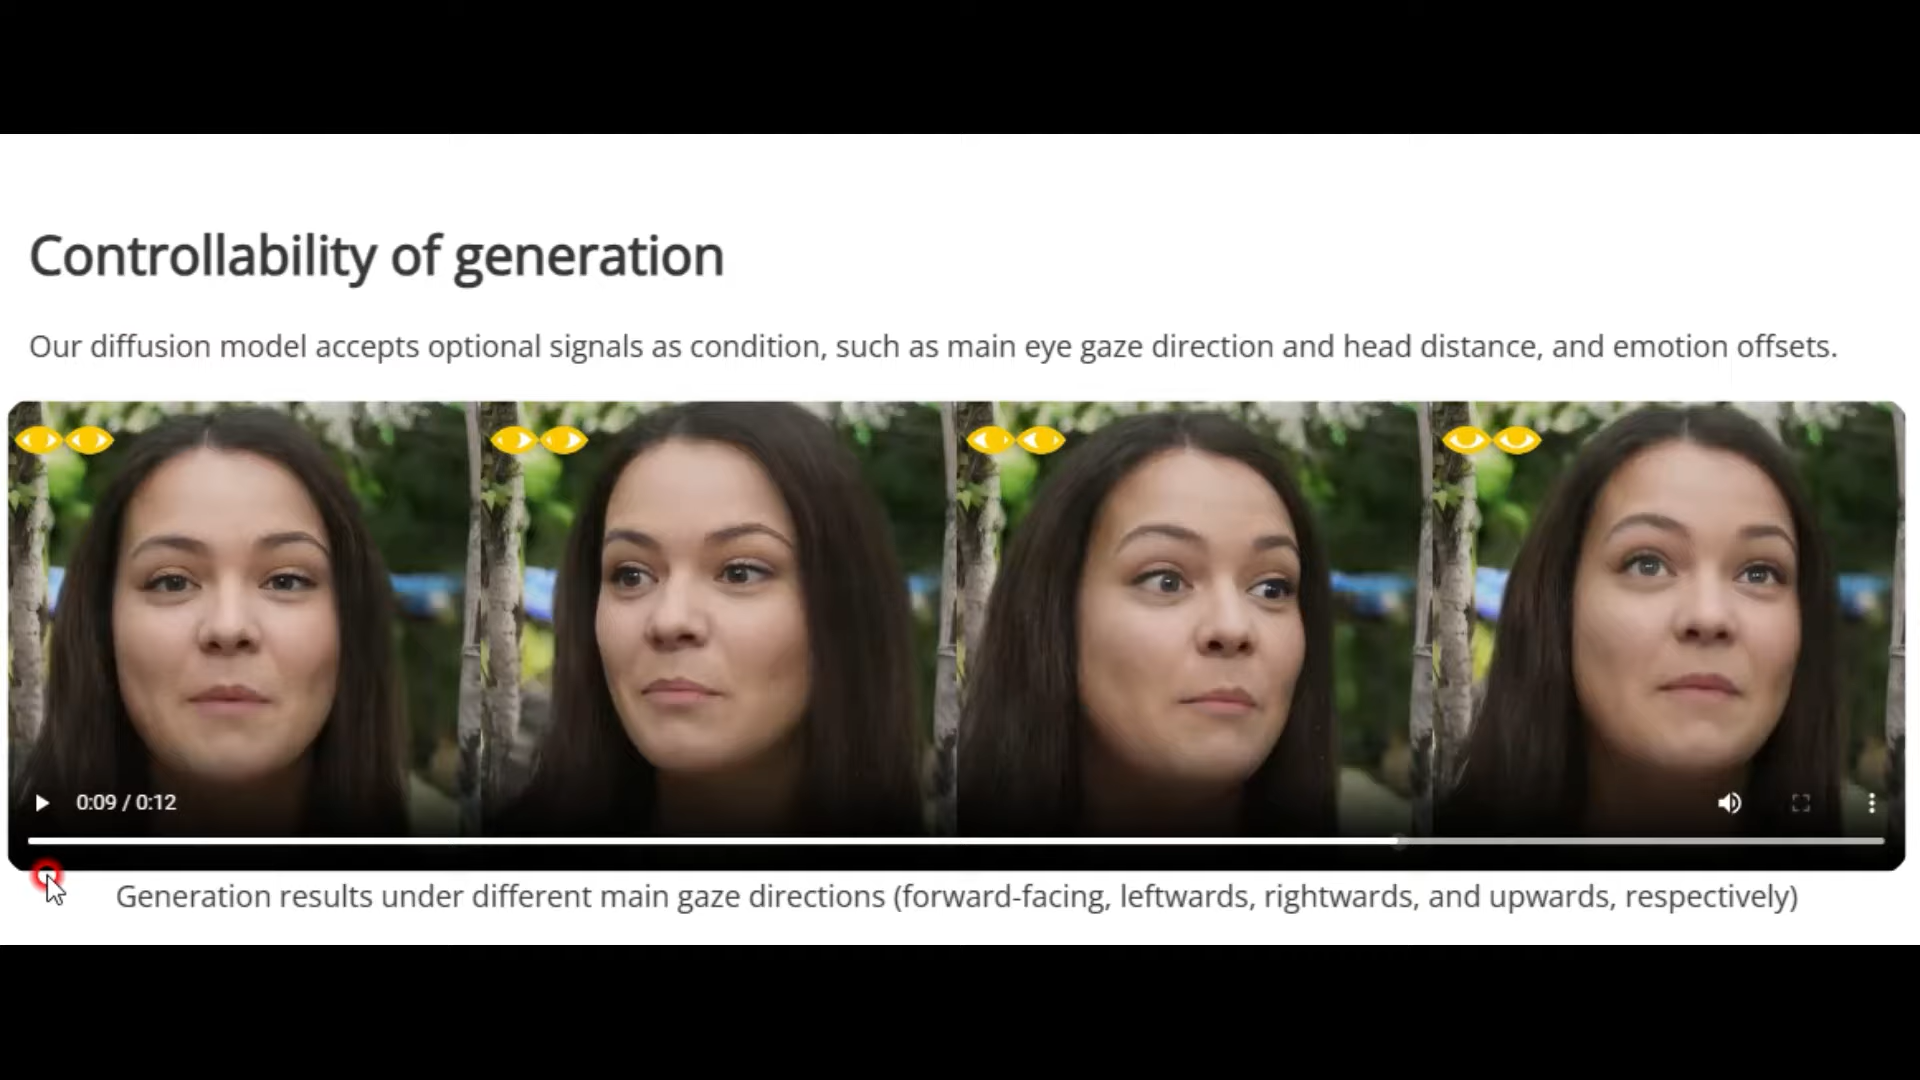 Controllability of generation
Our diffusion model accepts optional signals as condition, such as main eye gaze direction and head distance, and emotion offsets.
0:09 / 0:12
Generation results under different main gaze directions (forward-facing, leftwards, rightwards, and upwards, respectively)